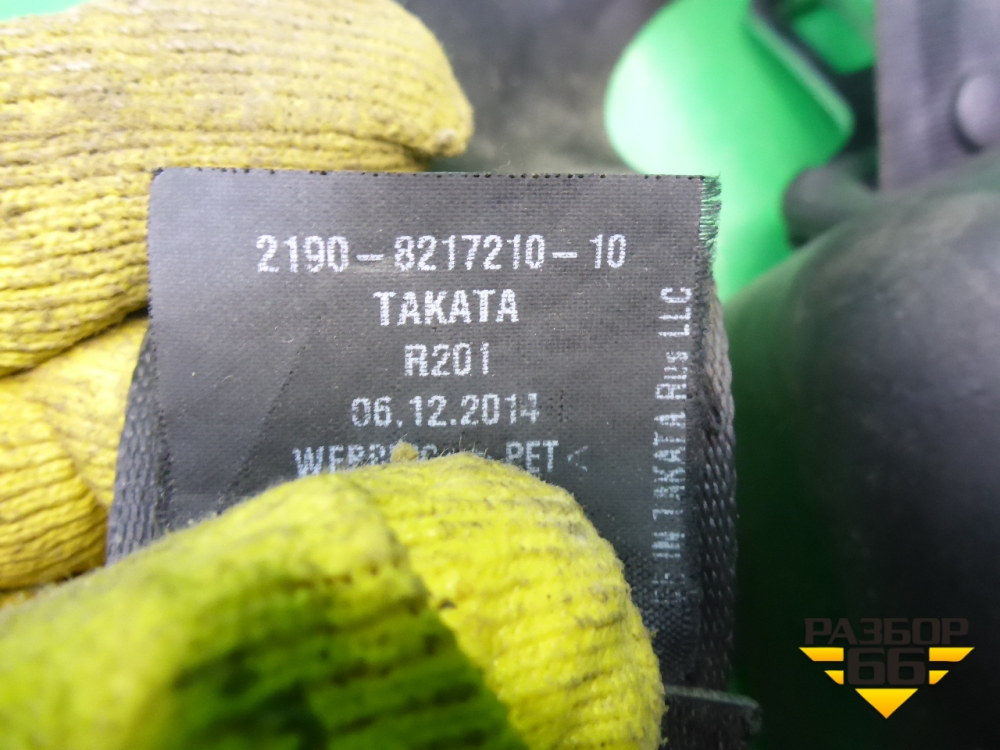 2190-8217210-10
TAKATA
R201
06.12.2014
PET<
IN TAKATA Rus LLC
РАЗБОР
66